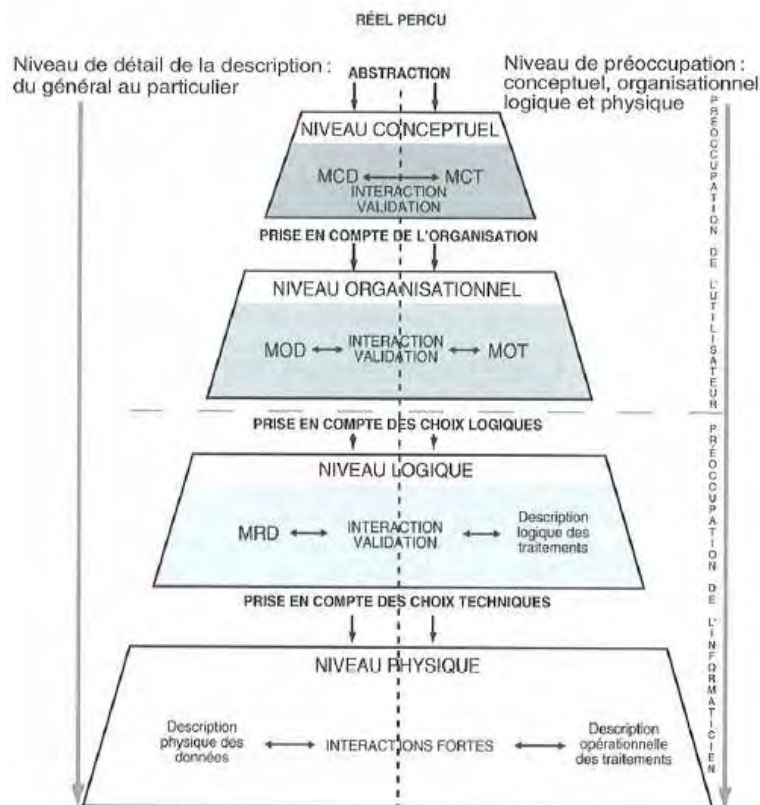 RÉEL PERCU
Niveau de détail de la description :
du général au particulier
Niveau de préoccupation :
conceptuel, organisationnel
logique et physique
ABSTRACTION
NIVEAU CONCEPTUEL
MCD
MCT
INTERACTION
VALIDATION
PRISE EN COMPTE DE L'ORGANISATION
NIVEAU ORGANISATIONNEL
MOD
INTERACTION
VALIDATION
MOT
PRÉOCCUPATION DE L'UTILISATEUR
PRISE EN COMPTE DES CHOIX LOGIQUES
NIVEAU LOGIQUE
MRD
INTERACTION
VALIDATION
Description
logique des
traitements
PRISE EN COMPTE DES CHOIX TECHNIQUES
NIVEAU PHYSIQUE
Description
physique des
données
INTERACTIONS FORTES
Description
opérationnelle
des traitements
PRÉOCCUPATION DE L'INFORMATICIEN